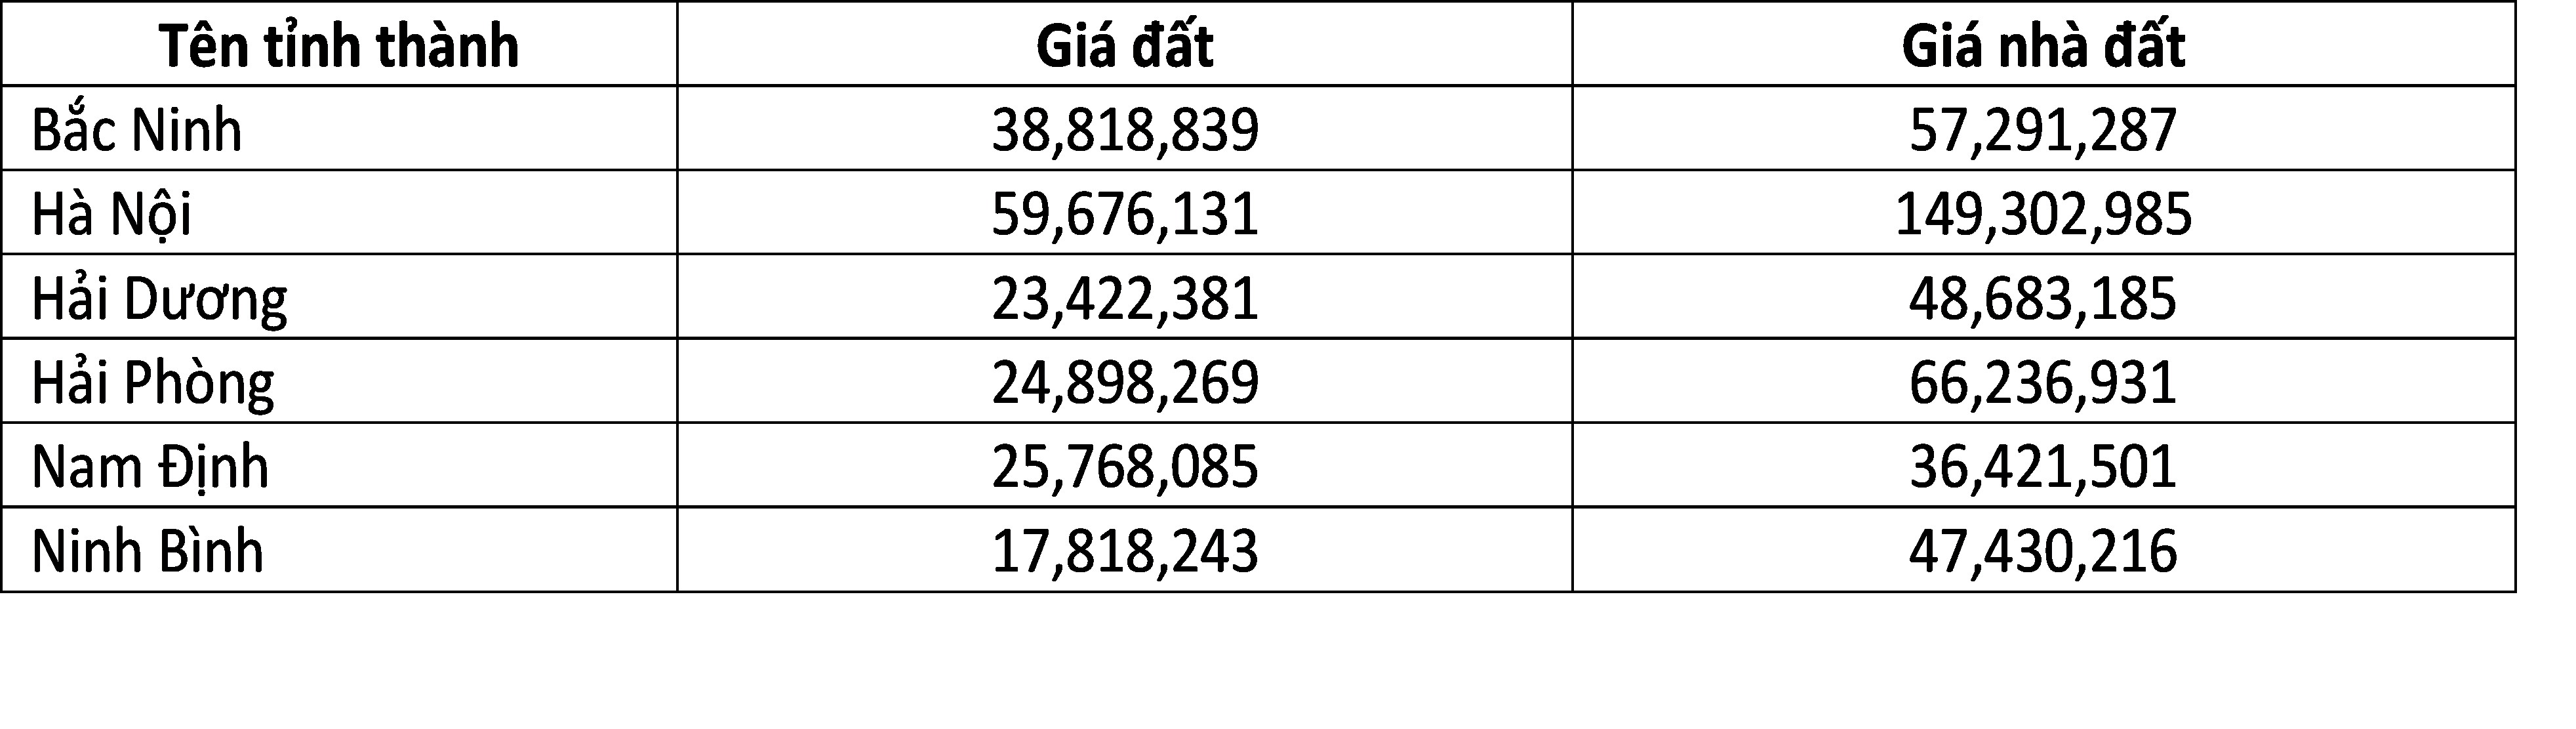 Tên tỉnh thành Giá đất Giá nhà đất
Bắc Ninh 38,818,839 57,291,287
Hà Nội 59,676,131 149,302,985
Hải Dương 23,422,381 48,683,185
Hải Phòng 24,898,269 66,236,931
Nam Định 25,768,085 36,421,501
Ninh Bình 17,818,243 47,430,216